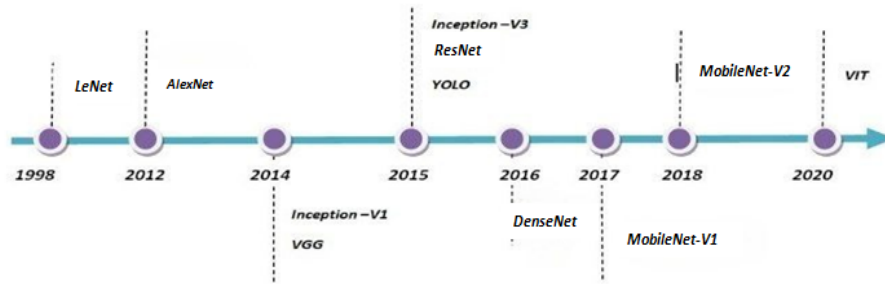 Inception –V3
ResNet
YOLO
LeNet
AlexNet
MobileNet-V2
VIT
1998
2012
2014
2015
2016
2017
2018
2020
Inception –V1
VGG
DenseNet
MobileNet-V1